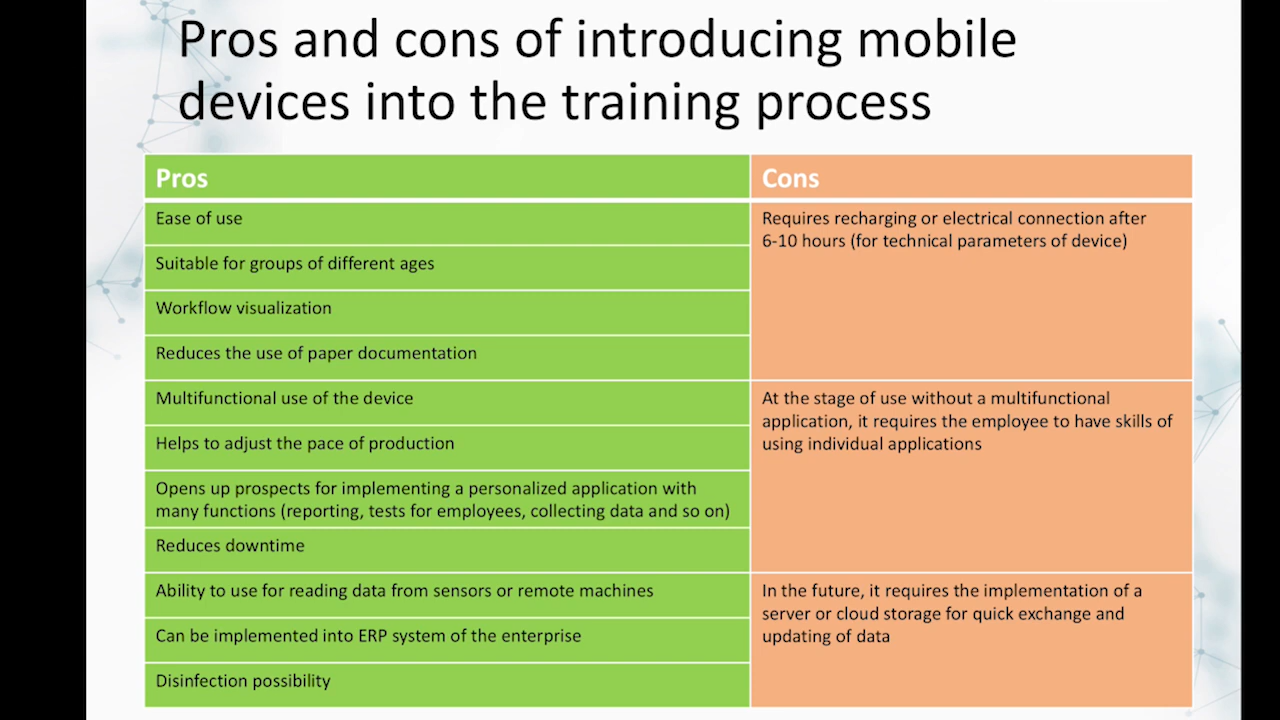 Pros and cons of introducing mobile
devices into the training process
Pros
Cons
Ease of use
Requires recharging or electrical connection after
6-10 hours (for technical parameters of device)
Suitable for groups of different ages
Workflow visualization
Reduces the use of paper documentation
Multifunctional use of the device
At the stage of use without a multifunctional
application, it requires the employee to have skills of
using individual applications
Helps to adjust the pace of production
Opens up prospects for implementing a personalized application with
many functions (reporting, tests for employees, collecting data and so on)
Reduces downtime
Ability to use for reading data from sensors or remote machines
In the future, it requires the implementation of a
server or cloud storage for quick exchange and
updating of data
Can be implemented into ERP system of the enterprise
Disinfection possibility